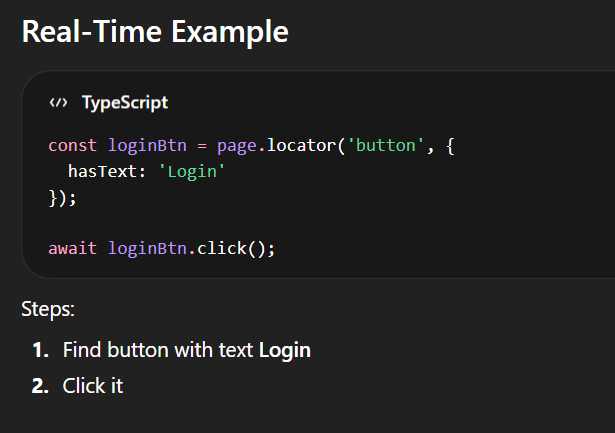 Real-Time Example
</> TypeScript
const loginBtn = page.locator('button', {
  hasText: 'Login'
});
await loginBtn.click();
Steps:
1. Find button with text Login
2. Click it